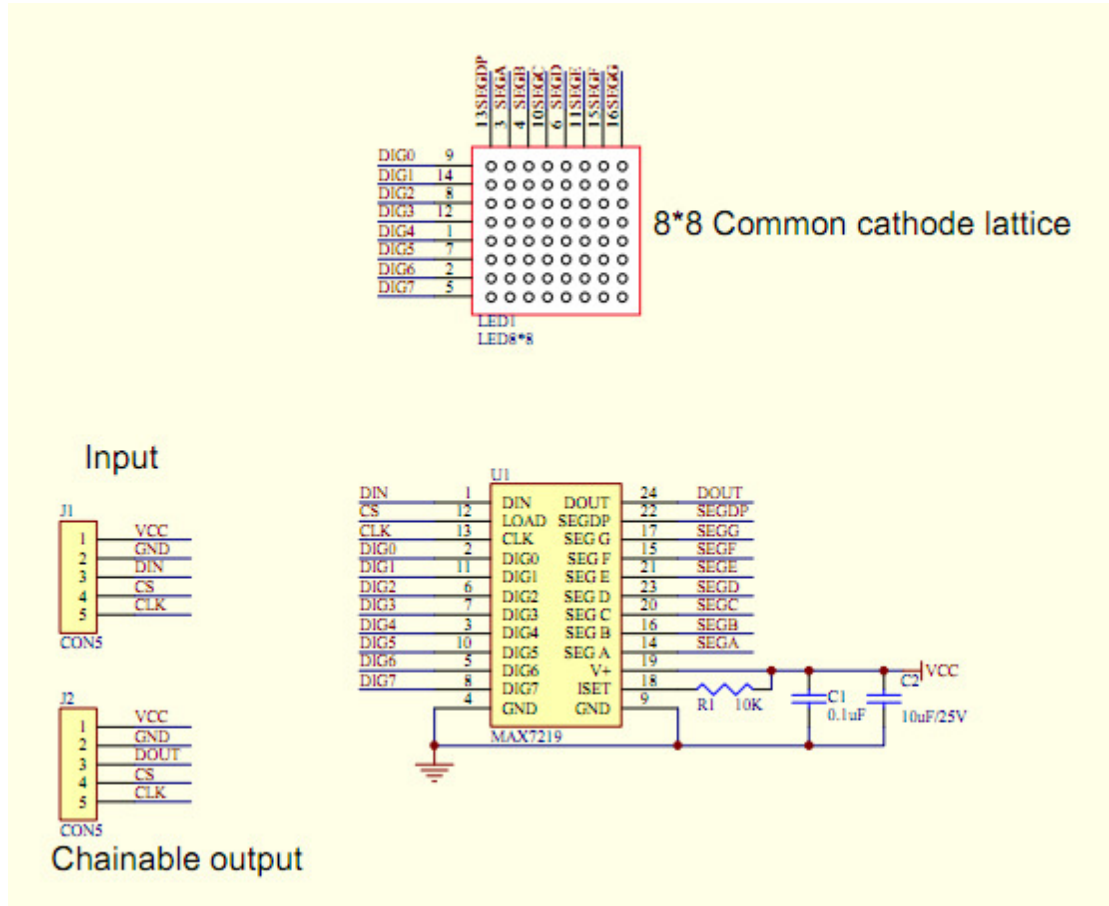 13SEGDP
3 SEGA
4 SEGB
10SEGC
6 SEGD
11SEGE
15SEGF
16SEGG
DIG0 9
DIG1 14
DIG2 8
DIG3 12
DIG4 1
DIG5 7
DIG6 2
DIG7 5
8*8 Common cathode lattice
LED1
LED8*8
Input
J1
1 VCC
2 GND
3 DIN
4 CS
5 CLK
CON5
J2
1 VCC
2 GND
3 DOUT
4 CS
5 CLK
CON5
Chainable output
U1
DIN 1 DIN DOUT 24 DOUT
CS 12 LOAD SEGDP 22 SEGDP
CLK 13 CLK SEG G 17 SEGG
DIG0 2 DIG0 SEG F 15 SEGF
DIG1 11 DIG1 SEG E 21 SEGE
DIG2 6 DIG2 SEG D 23 SEGD
DIG3 7 DIG3 SEG C 20 SEGC
DIG4 3 DIG4 SEG B 16 SEGB
DIG5 10 DIG5 SEG A 14 SEGA
DIG6 5 DIG6 V+ 19
DIG7 8 DIG7 ISET 18
4 GND GND 9
MAX7219
R1 10K
C1
0.1uF
C2
10uF/25V
VCC